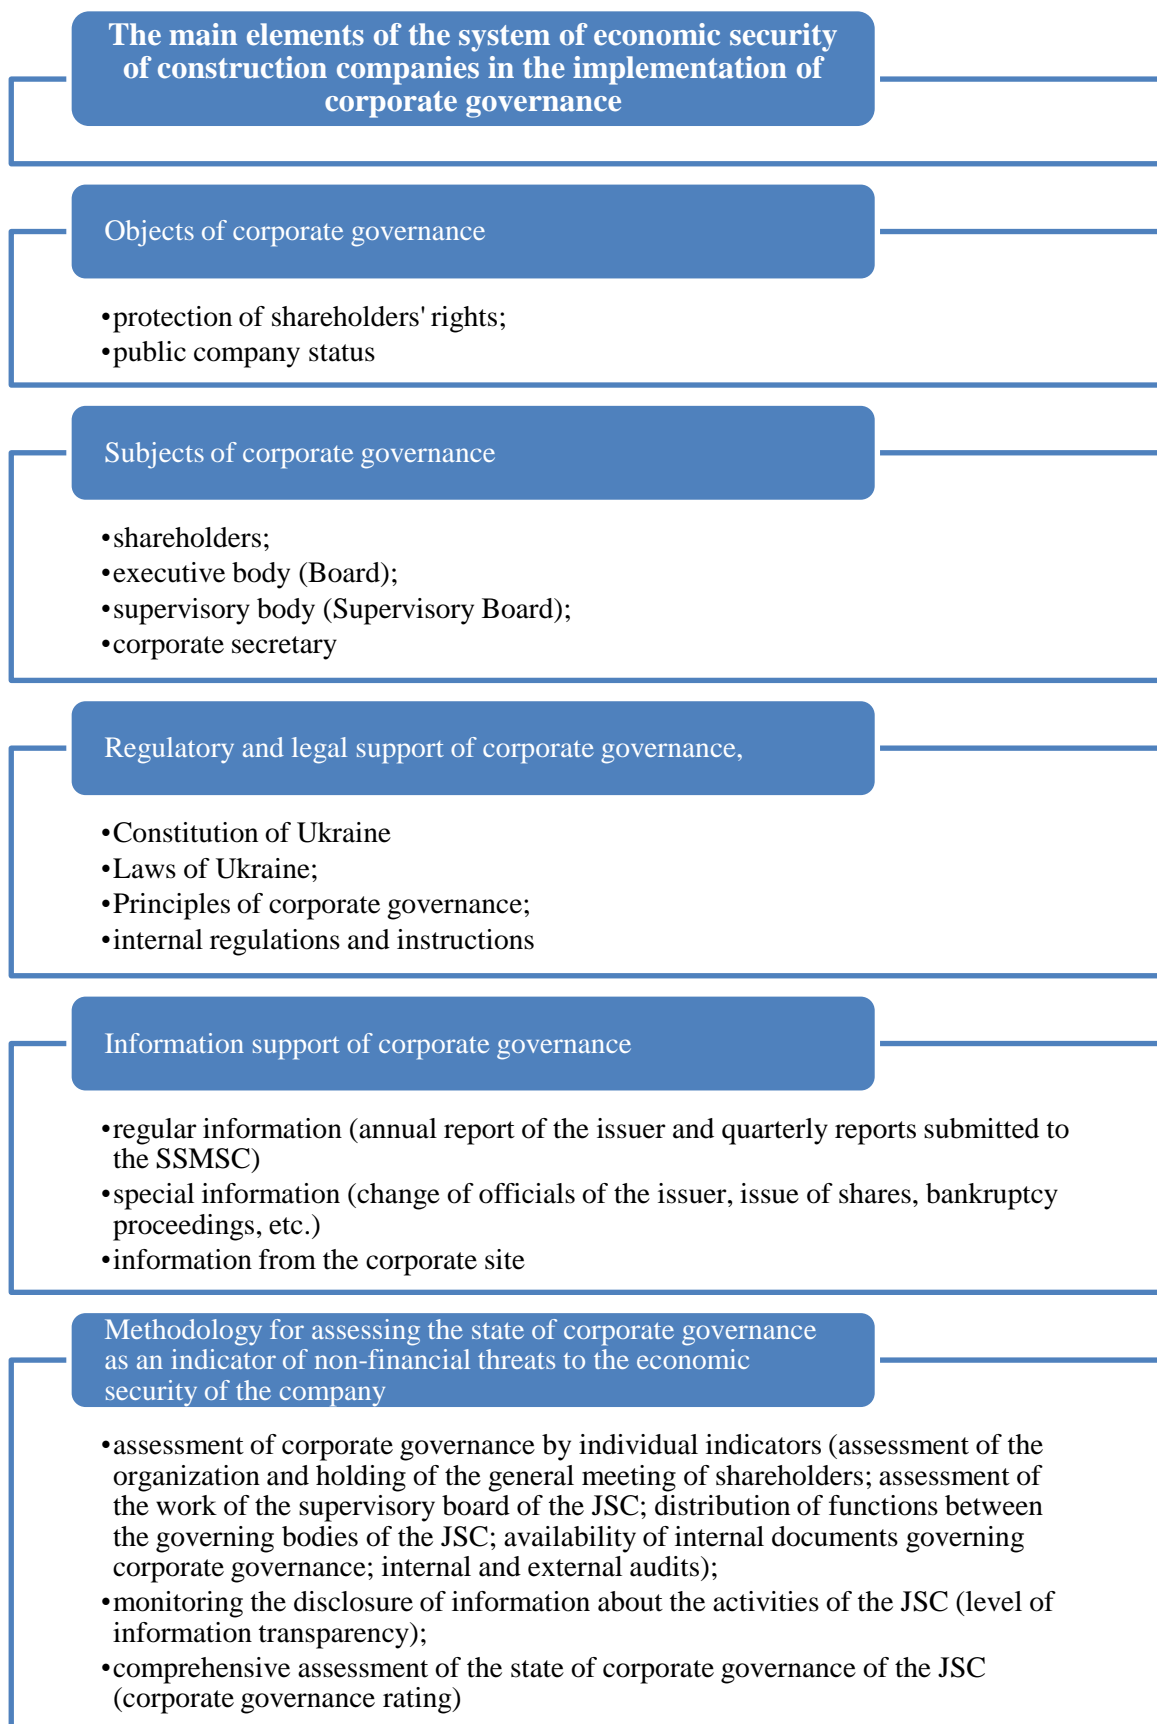 The main elements of the system of economic security
of construction companies in the implementation of
corporate governance
Objects of corporate governance
•protection of shareholders' rights;
•public company status
Subjects of corporate governance
•shareholders;
•executive body (Board);
•supervisory body (Supervisory Board);
•corporate secretary
Regulatory and legal support of corporate governance,
•Constitution of Ukraine
•Laws of Ukraine;
•Principles of corporate governance;
•internal regulations and instructions
Information support of corporate governance
•regular information (annual report of the issuer and quarterly reports submitted to
the SSMSC)
•special information (change of officials of the issuer, issue of shares, bankruptcy
proceedings, etc.)
•information from the corporate site
Methodology for assessing the state of corporate governance
as an indicator of non-financial threats to the economic
security of the company
•assessment of corporate governance by individual indicators (assessment of the
organization and holding of the general meeting of shareholders; assessment of
the work of the supervisory board of the JSC; distribution of functions between
the governing bodies of the JSC; availability of internal documents governing
corporate governance; internal and external audits);
•monitoring the disclosure of information about the activities of the JSC (level of
information transparency);
•comprehensive assessment of the state of corporate governance of the JSC
(corporate governance rating)